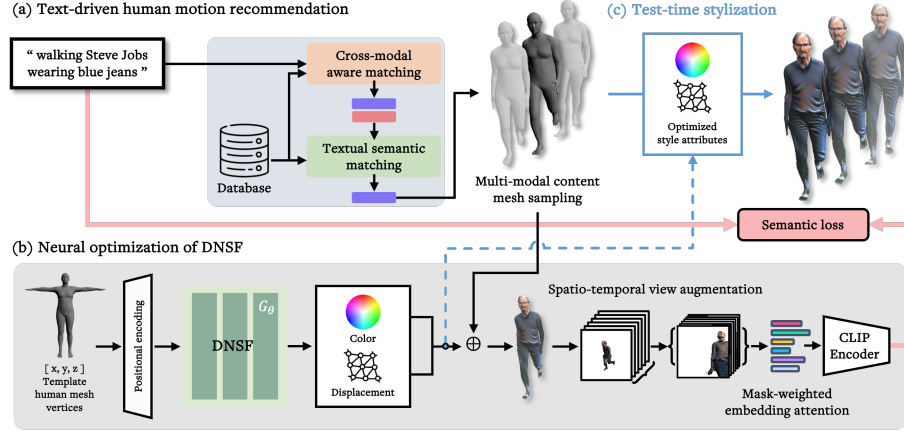 (a) Text-driven human motion recommendation
(c) Test-time stylization
“ walking Steve Jobs
wearing blue jeans ”
Cross-modal
aware matching
Textual semantic
matching
Database
Multi-modal content
mesh sampling
Optimized
style attributes
Semantic loss
(b) Neural optimization of DNSF
[ x, y, z ]
Template
human mesh
vertices
Positional encoding
DNSF
Gθ
Color
Displacement
⊕
Spatio-temporal view augmentation
Mask-weighted
embedding attention
CLIP
Encoder